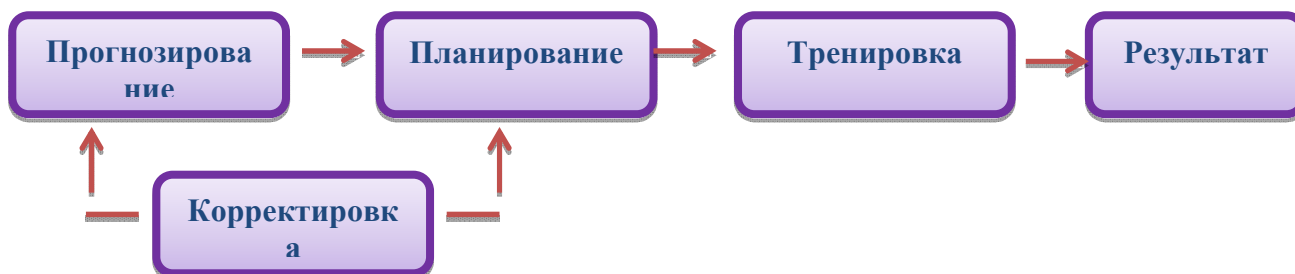 Прогнозирова
ние
Планирование
Тренировка
Результат
Корректировк
а